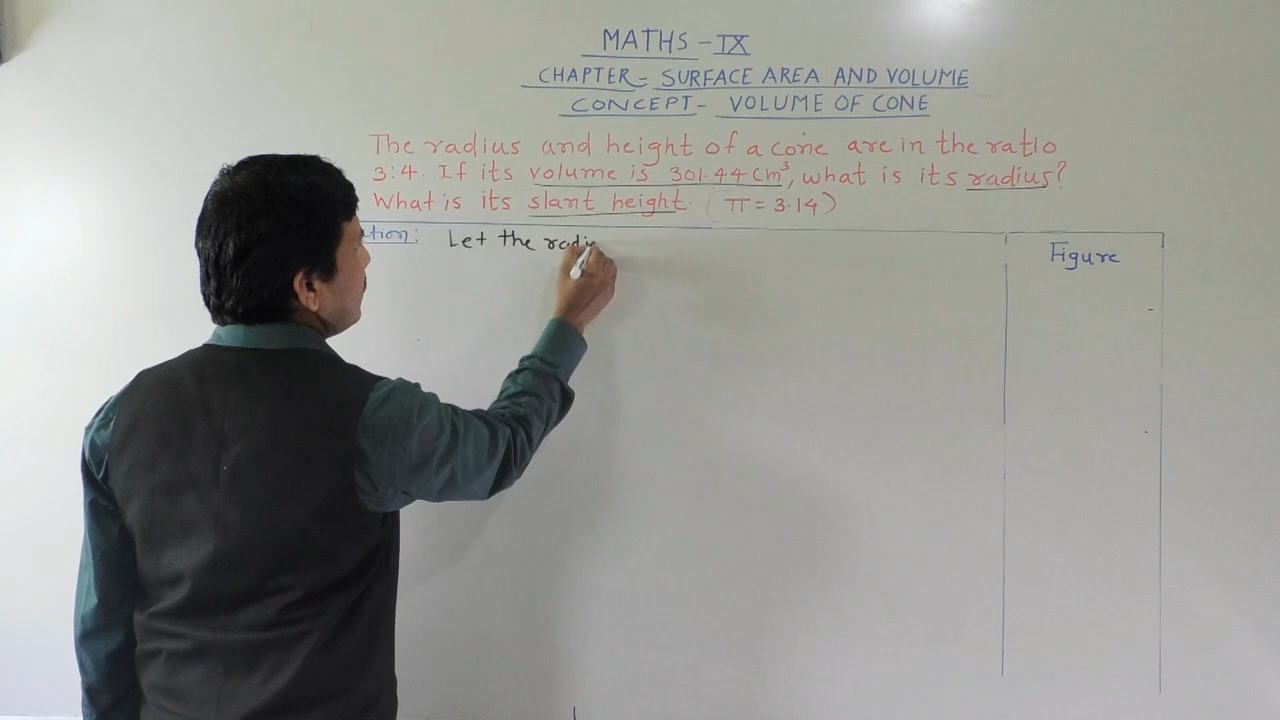 MATHS - IX
CHAPTER - SURFACE AREA AND VOLUME
CONCEPT - VOLUME OF CONE
The radius and height of a cone are in the ratio
3:4. If its volume is 301.44 cm³, what is its radius?
What is its slant height. (π = 3.14)
ation: Let the radi
Figure